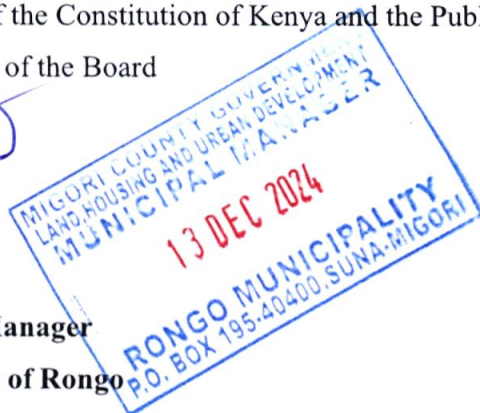 f the Constitution of Kenya and the Publ
of the Board
MIGORI COUNTY GOVERNMENT
LAND, HOUSING AND URBAN DEVELOPMENT
MUNICIPAL MANAGER
13 DEC 2024
RONGO MUNICIPALITY
P.O. BOX 195-40400, SUNA-MIGORI
anager
of Rongo